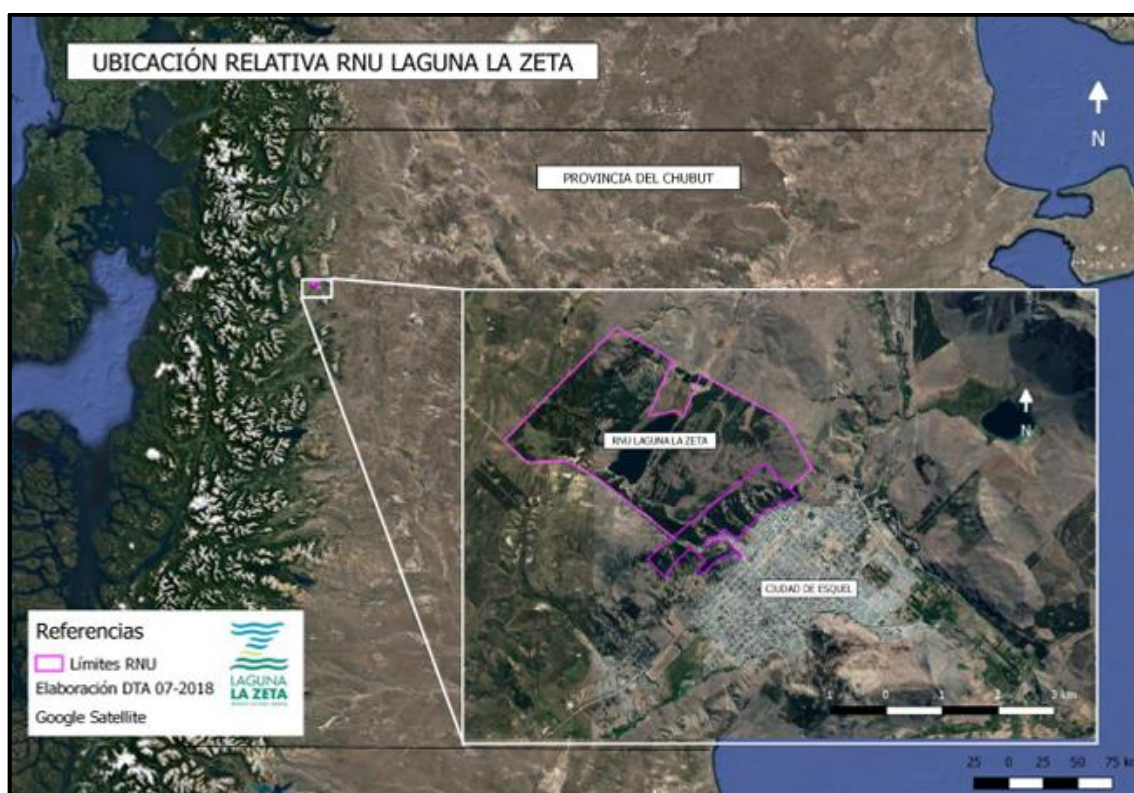 UBICACIÓN RELATIVA RNU LAGUNA LA ZETA
N
PROVINCIA DEL CHUBUT
N
RNU LAGUNA LA ZETA
CIUDAD DE ESQUEL
1 0 1 2 3 km
Referencias
Límites RNU
Elaboración DTA 07-2018
Google Satellite
LAGUNA
LA ZETA
25 0 25 50 75 km